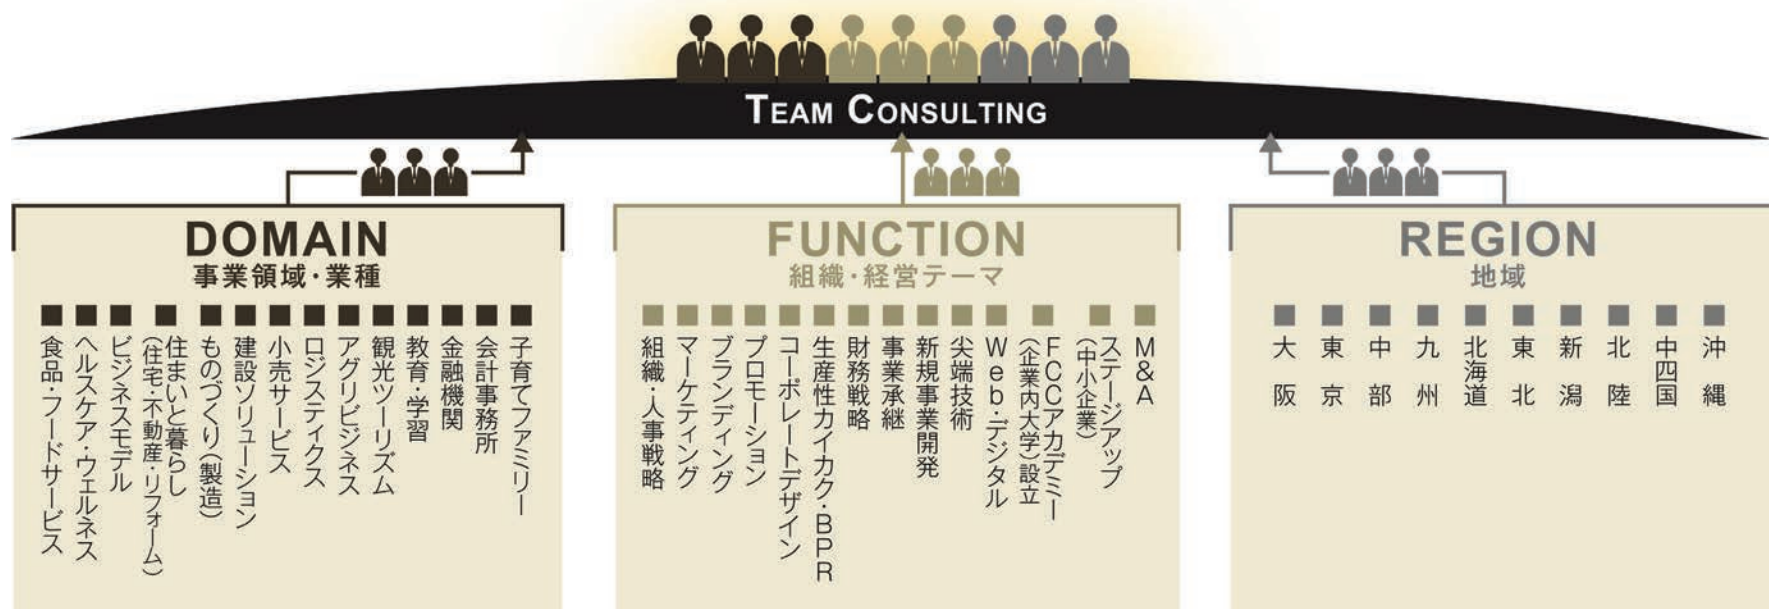 TEAM CONSULTING
DOMAIN
事業領域・業種
食品・フードサービス
ヘルスケア・ウェルネス
ビジネスモデル
住まいと暮らし
(住宅・不動産・リフォーム)
ものづくり(製造)
建設ソリューション
小売サービス
ロジスティクス
アグリビジネス
観光ツーリズム
教育・学習
金融機関
会計事務所
子育てファミリー
FUNCTION
組織・経営テーマ
組織・人事戦略
マーケティング
ブランディング
プロモーション
コーポレートデザイン
生産性カイカク・BPR
財務戦略
事業承継
新規事業開発
尖端技術
Web・デジタル
FCCアカデミー
(企業内大学)設立
ステージアップ
(中小企業)
M&A
REGION
地域
大阪
東京
中部
九州
北海道
東北
新潟
北陸
中四国
沖縄